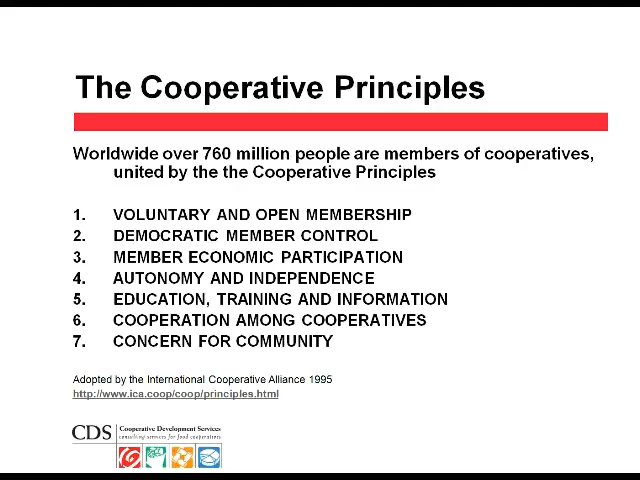 The Cooperative Principles
Worldwide over 760 million people are members of cooperatives,
united by the the Cooperative Principles
1. VOLUNTARY AND OPEN MEMBERSHIP
2. DEMOCRATIC MEMBER CONTROL
3. MEMBER ECONOMIC PARTICIPATION
4. AUTONOMY AND INDEPENDENCE
5. EDUCATION, TRAINING AND INFORMATION
6. COOPERATION AMONG COOPERATIVES
7. CONCERN FOR COMMUNITY
Adopted by the International Cooperative Alliance 1995
http://www.ica.coop/coop/principles.html
CDS Cooperative Development Services
consulting services for food cooperatives